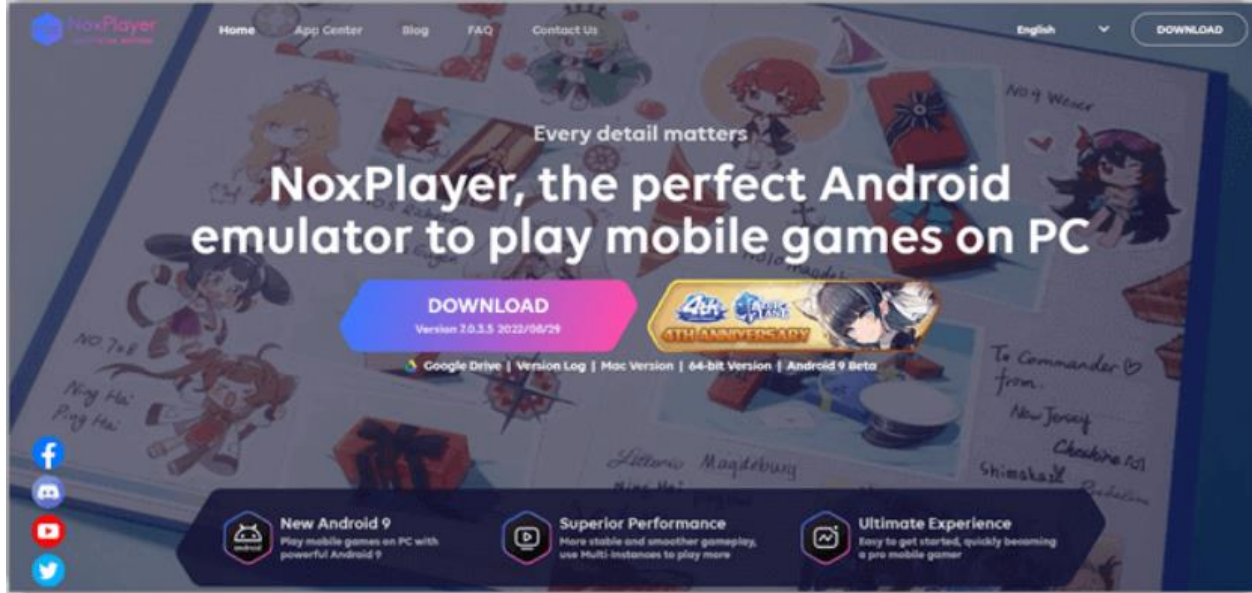 NoxPlayer
Home
App Center
Blog
FAQ
Contact Us
English
DOWNLOAD
Every detail matters
NoxPlayer, the perfect Android
emulator to play mobile games on PC
DOWNLOAD
Version 7.0.3.5 2022/08/29
4th
4TH ANNIVERSARY
Google Drive | Version Log | Mac Version | 64-bit Version | Android 9 Beta
NO.9 Weser
NO.768
Ning Hai
Ping Hai
To Commander
from
New Jersey
Cheshire
Shimakaze
Littorio Magdeburg
New Android 9
Play mobile games on PC with
powerful Android 9
android
Superior Performance
More stable and smoother gameplay,
use Multi-instances to play more
Ultimate Experience
Easy to get started, quickly becoming
a pro mobile gamer